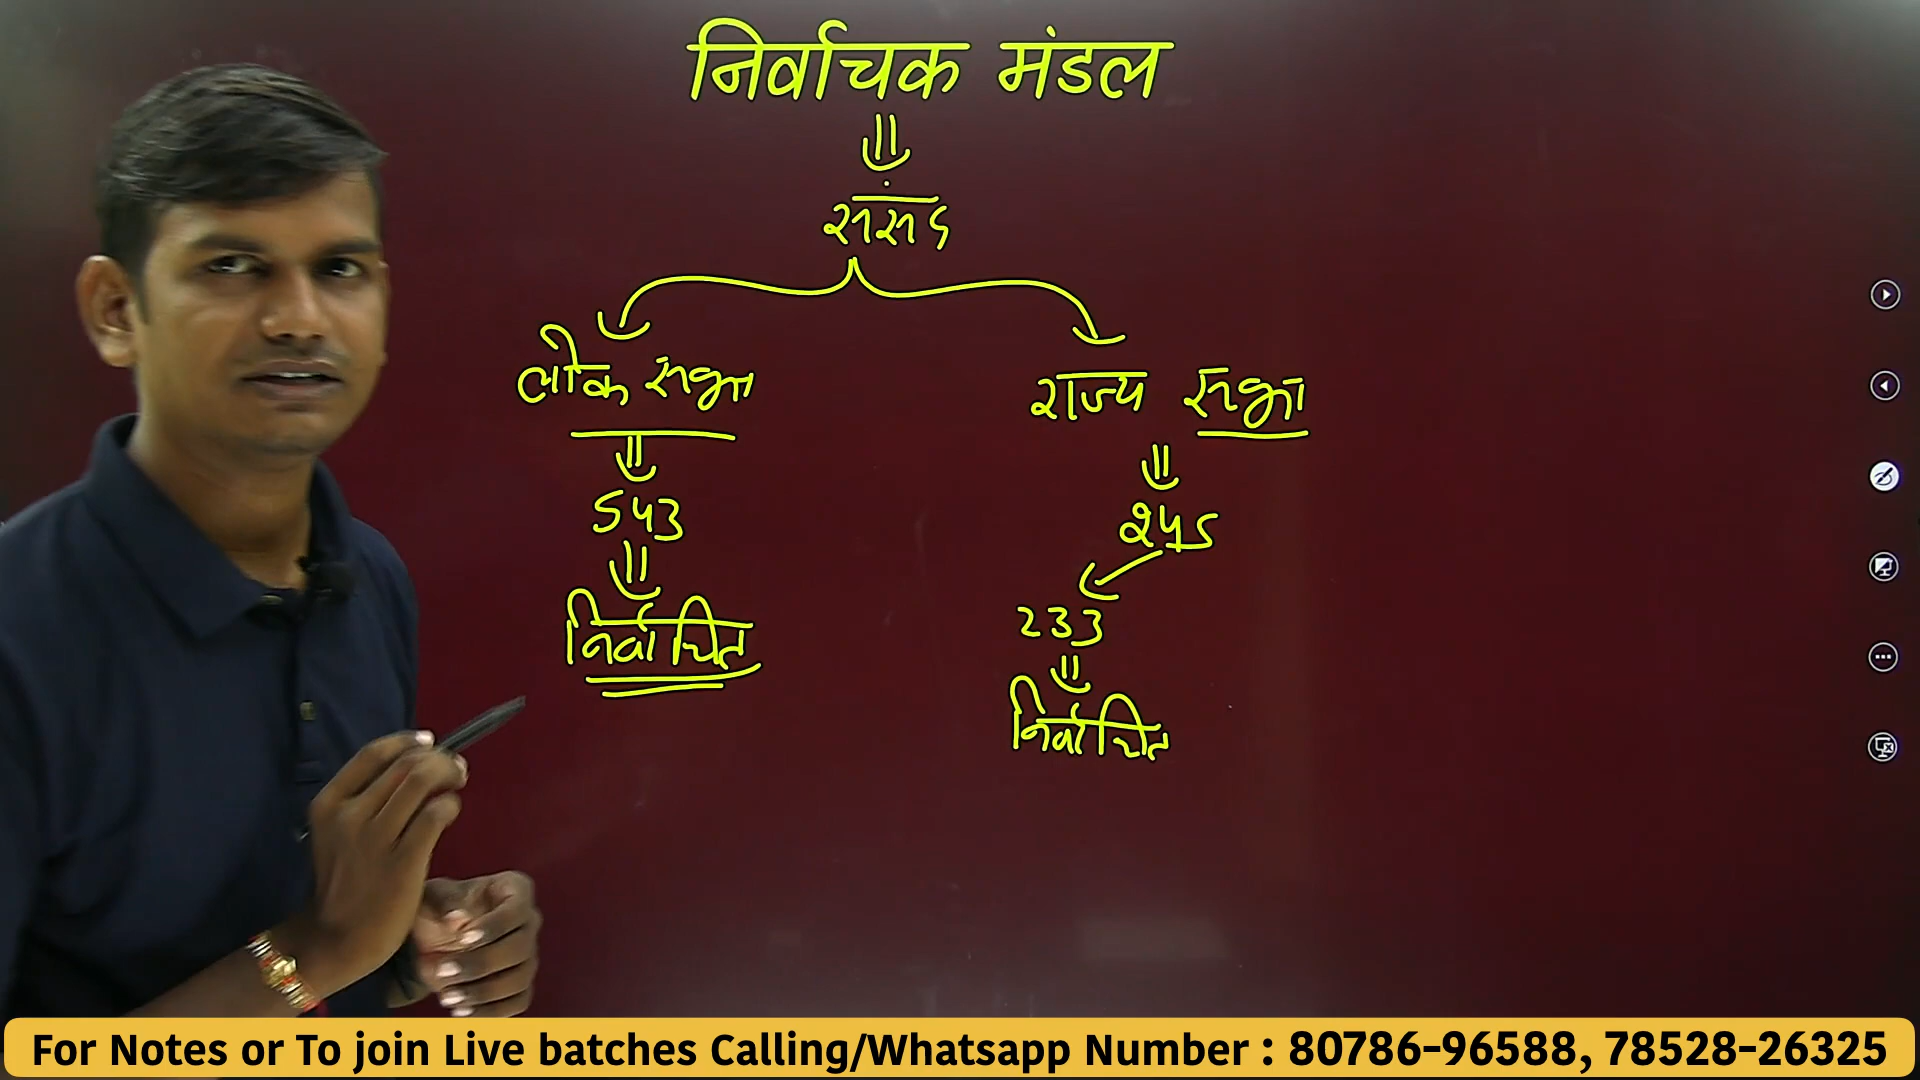 निर्वाचक मंडल
संसद
लोक सभा
राज्य सभा
543
245
निर्वाचित
233
निर्वाचित
For Notes or To join Live batches Calling/Whatsapp Number : 80786-96588, 78528-26325